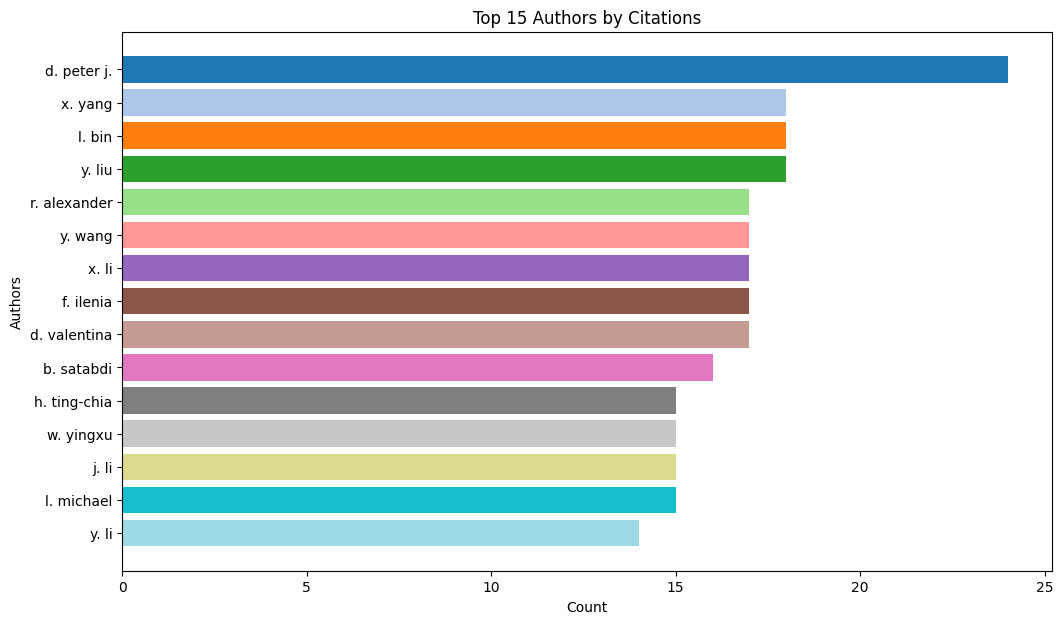 Top 15 Authors by Citations
d. peter j.
x. yang
l. bin
y. liu
r. alexander
y. wang
x. li
f. ilenia
d. valentina
b. satabdi
h. ting-chia
w. yingxu
j. li
l. michael
y. li
Authors
0 5 10 15 20 25
Count